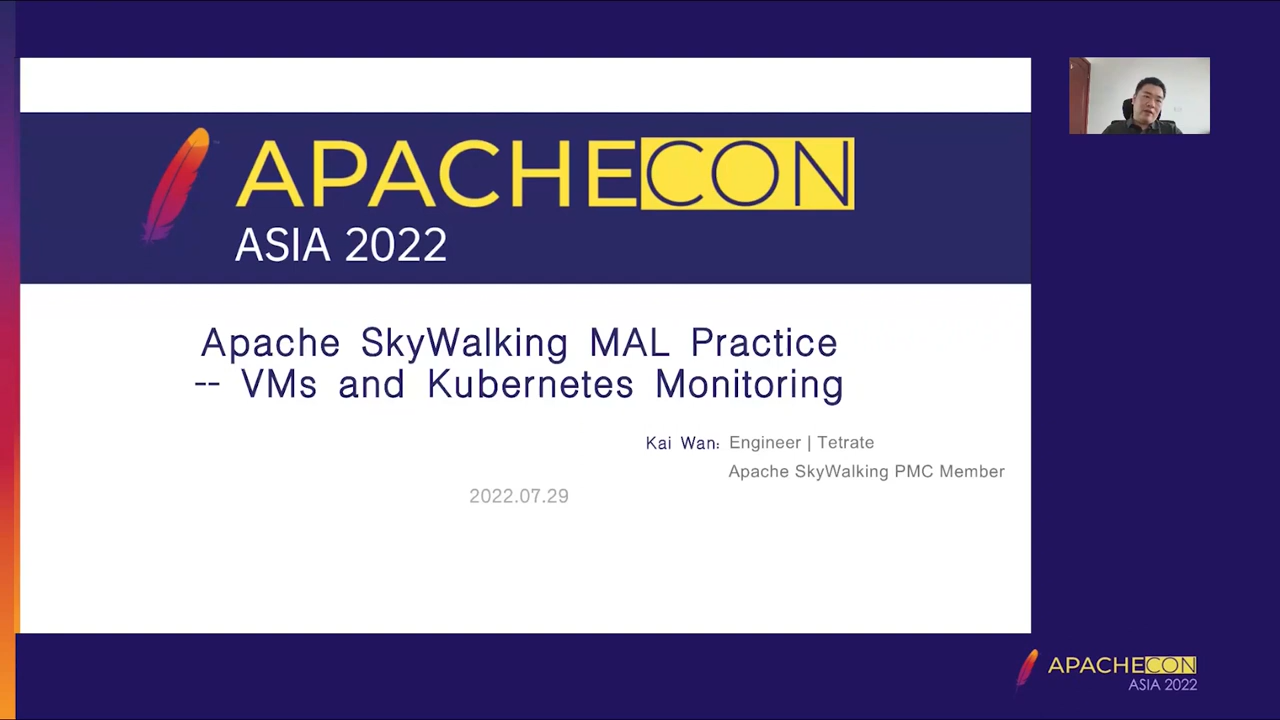 APACHECON
ASIA 2022
Apache SkyWalking MAL Practice
-- VMs and Kubernetes Monitoring
Kai Wan: Engineer | Tetrate
Apache SkyWalking PMC Member
2022.07.29
APACHECON
ASIA 2022